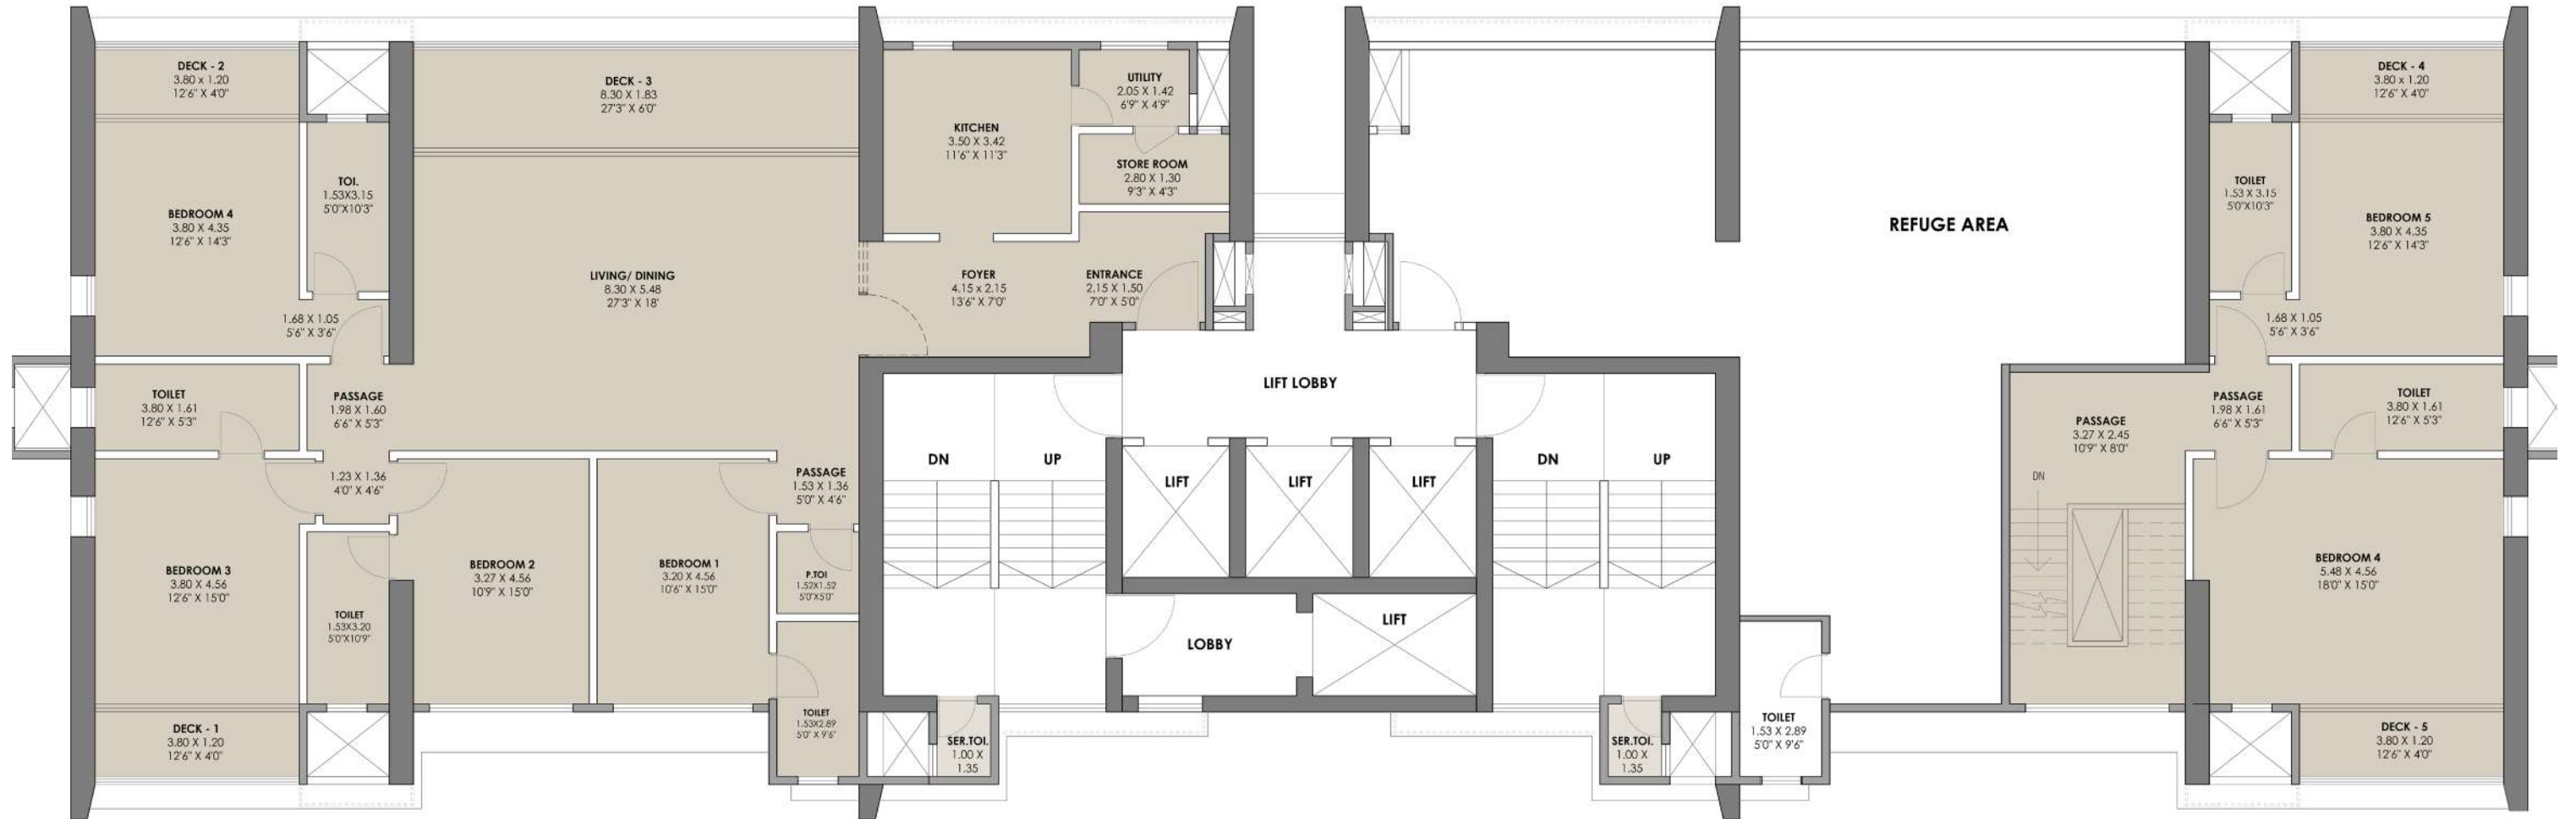 DECK - 2
3.80 x 1.20
12'6" X 4'0"
DECK - 3
8.30 X 1.83
27'3" X 6'0"
UTILITY
2.05 X 1.42
6'9" X 4'9"
DECK - 4
3.80 x 1.20
12'6" X 4'0"
KITCHEN
3.50 X 3.42
11'6" X 11'3"
STORE ROOM
2.80 X 1.30
9'3" X 4'3"
TOI.
1.53X3.15
5'0"X10'3"
TOILET
1.53 X 3.15
5'0"X10'3"
BEDROOM 4
3.80 X 4.35
12'6" X 14'3"
REFUGE AREA
BEDROOM 5
3.80 X 4.35
12'6" X 14'3"
LIVING/ DINING
8.30 X 5.48
27'3" X 18'
FOYER
4.15 x 2.15
13'6" X 7'0"
ENTRANCE
2.15 X 1.50
7'0" X 5'0"
1.68 X 1.05
5'6" X 3'6"
1.68 X 1.05
5'6" X 3'6"
LIFT LOBBY
TOILET
3.80 X 1.61
12'6" X 5'3"
PASSAGE
1.98 X 1.60
6'6" X 5'3"
PASSAGE
3.27 X 2.45
10'9" X 8'0"
PASSAGE
1.98 X 1.61
6'6" X 5'3"
TOILET
3.80 X 1.61
12'6" X 5'3"
1.23 X 1.36
4'0" X 4'6"
PASSAGE
1.53 X 1.36
5'0" X 4'6"
DN
UP
LIFT
LIFT
LIFT
DN
UP
DN
BEDROOM 3
3.80 X 4.56
12'6" X 15'0"
BEDROOM 2
3.27 X 4.56
10'9" X 15'0"
BEDROOM 1
3.20 X 4.56
10'6" X 15'0"
P.TOI
1.52X1.52
5'0"X5'0"
BEDROOM 4
5.48 X 4.56
18'0" X 15'0"
TOILET
1.53X3.20
5'0"X10'9"
LOBBY
LIFT
DECK - 1
3.80 X 1.20
12'6" X 4'0"
TOILET
1.53X2.89
5'0" X 9'6"
SER.TOI.
1.00 X
1.35
SER.TOI.
1.00 X
1.35
TOILET
1.53 X 2.89
5'0" X 9'6"
DECK - 5
3.80 X 1.20
12'6" X 4'0"